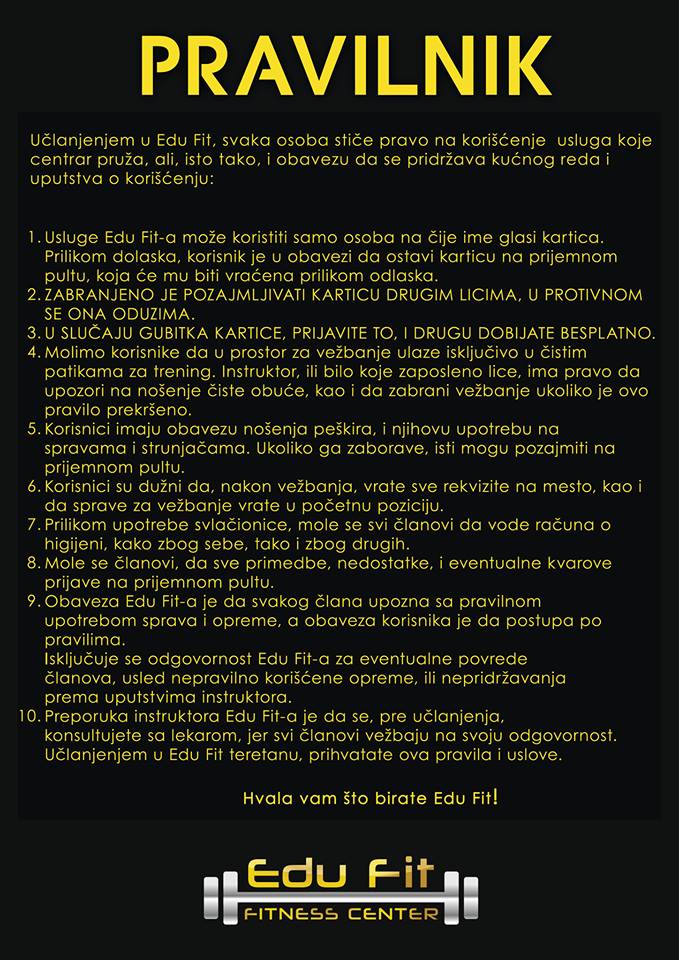 PRAVILNIK
Učlanjenjem u Edu Fit, svaka osoba stiče pravo na korišćenje usluga koje
centrar pruža, ali, isto tako, i obavezu da se pridržava kućnog reda i
uputstva o korišćenju:
1. Usluge Edu Fit-a može koristiti samo osoba na čije ime glasi kartica.
Prilikom dolaska, korisnik je u obavezi da ostavi karticu na prijemnom
pultu, koja će mu biti vraćena prilikom odlaska.
2. ZABRANJENO JE POZAJMLJIVATI KARTICU DRUGIM LICIMA, U PROTIVNOM
SE ONA ODUZIMA.
3. U SLUČAJU GUBITKA KARTICE, PRIJAVITE TO, I DRUGU DOBIJATE BESPLATNO.
4. Molimo korisnike da u prostor za vežbanje ulaze isključivo u čistim
patikama za trening. Instruktor, ili bilo koje zaposleno lice, ima pravo da
upozori na nošenje čiste obuće, kao i da zabrani vežbanje ukoliko je ovo
pravilo prekršeno.
5. Korisnici imaju obavezu nošenja peškira, i njihovu upotrebu na
spravama i strunjačama. Ukoliko ga zaborave, isti mogu pozajmiti na
prijemnom pultu.
6. Korisnici su dužni da, nakon vežbanja, vrate sve rekvizite na mesto, kao i
da sprave za vežbanje vrate u početnu poziciju.
7. Prilikom upotrebe svlačionice, mole se svi članovi da vode računa o
higijeni, kako zbog sebe, tako i zbog drugih.
8. Mole se članovi, da sve primedbe, nedostatke, i eventualne kvarove
prijave na prijemnom pultu.
9. Obaveza Edu Fit-a je da svakog člana upozna sa pravilnom
upotrebom sprava i opreme, a obaveza korisnika je da postupa po
pravilima.
Isključuje se odgovornost Edu Fit-a za eventualne povrede
članova, usled nepravilno korišćene opreme, ili nepridržavanja
prema uputstvima instruktora.
10. Preporuka instruktora Edu Fit-a je da se, pre učlanjenja,
konsultujete sa lekarom, jer svi članovi vežbaju na svoju odgovornost.
Učlanjenjem u Edu Fit teretanu, prihvatate ova pravila i uslove.
Hvala vam što birate Edu Fit!
Edu Fit
FITNESS CENTER